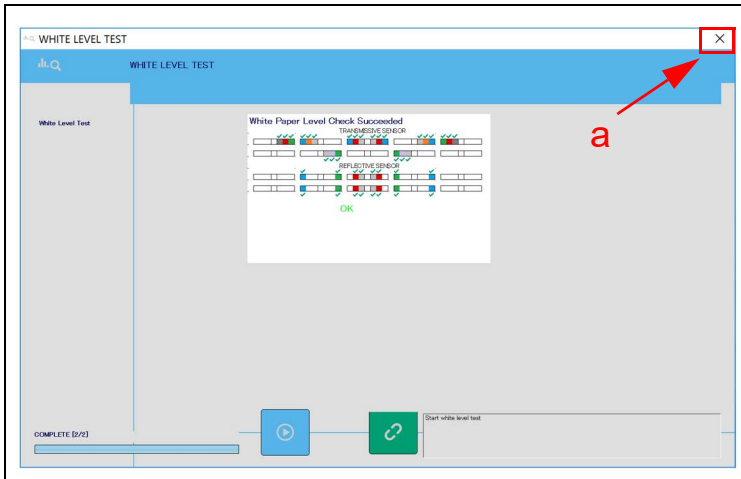 WHITE LEVEL TEST
WHITE LEVEL TEST
a
White Level Test
White Paper Level Check Succeeded
TRANSMISSIVE SENSOR
REFLECTIVE SENSOR
OK
Start white level test
COMPLETE [2/2]